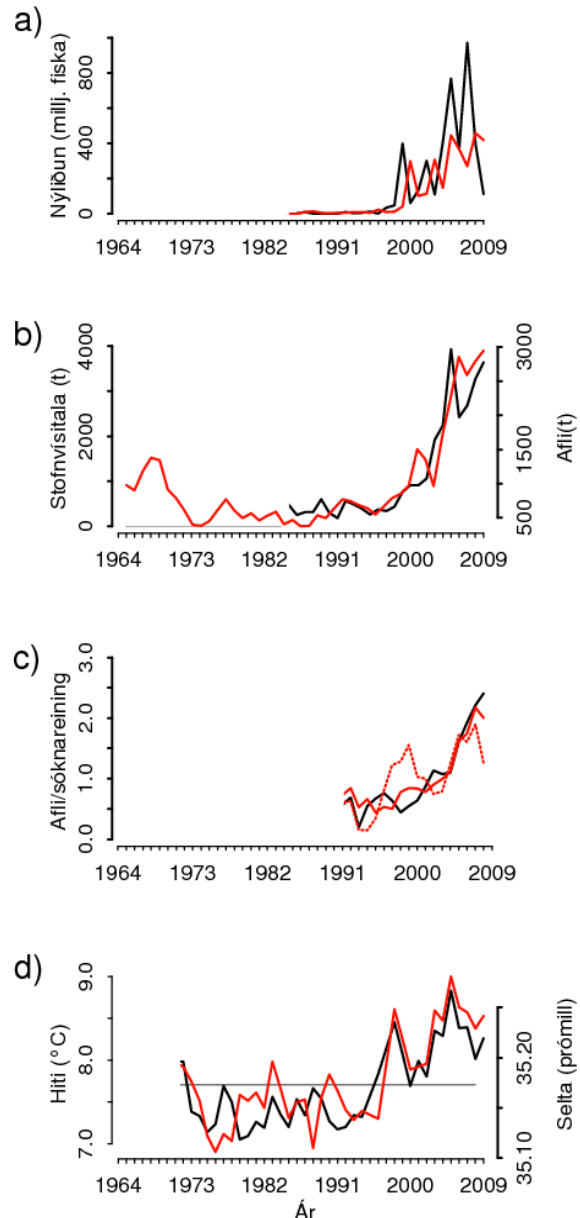 a)
Nýliðun (millj. fiska)
800
400
0
1964 1973 1982 1991 2000 2009
b)
Stofnvísitala (t)
4000
2000
0
3000
1500
500
Afli(t)
1964 1973 1982 1991 2000 2009
c)
Afli/sóknareining
3.0
2.0
1.0
0.0
1964 1973 1982 1991 2000 2009
d)
Hiti (°C)
9.0
8.0
7.0
35.20
35.10
Selta (prómill)
1964 1973 1982 1991 2000 2009
Ár